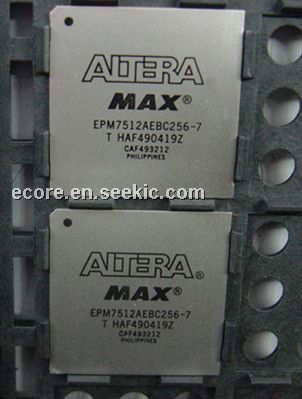 ALTERA
MAX®
EPM7512AEBC256-7
T HAF490419Z
CAF493212
PHILIPPINES
ecore.en.seekic.com
ALTERA®
MAX®
EPM7512AEBC256-7
T HAF490419Z
CAF493212
PHILIPPINES